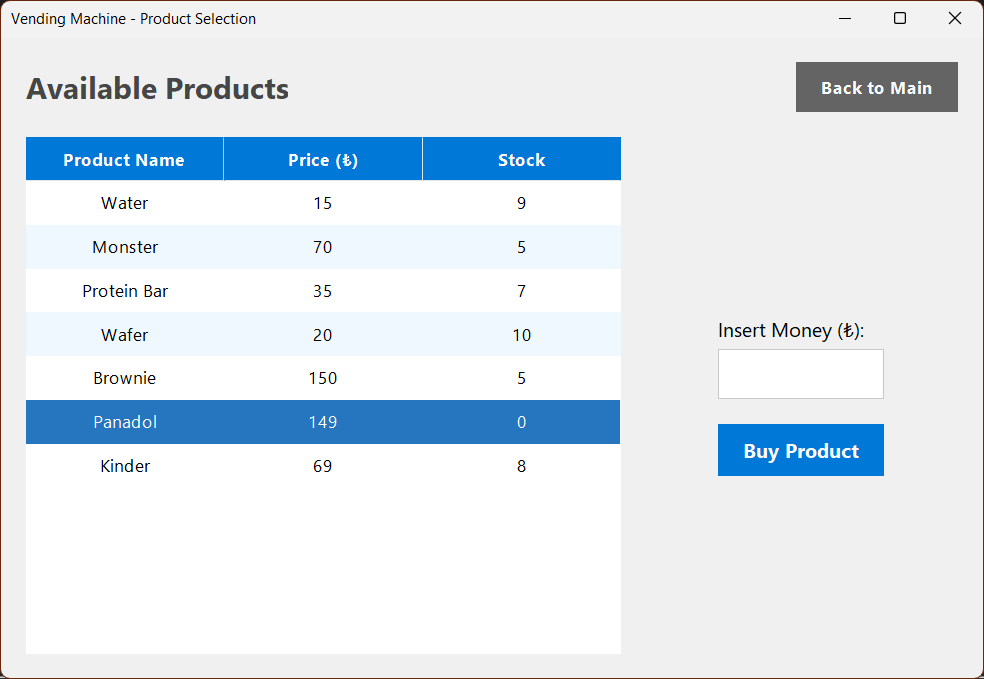 Vending Machine - Product Selection
Available Products
Back to Main
Product Name Price (₺) Stock
Water 15 9
Monster 70 5
Protein Bar 35 7
Wafer 20 10
Brownie 150 5
Panadol 149 0
Kinder 69 8
Insert Money (₺):
Buy Product